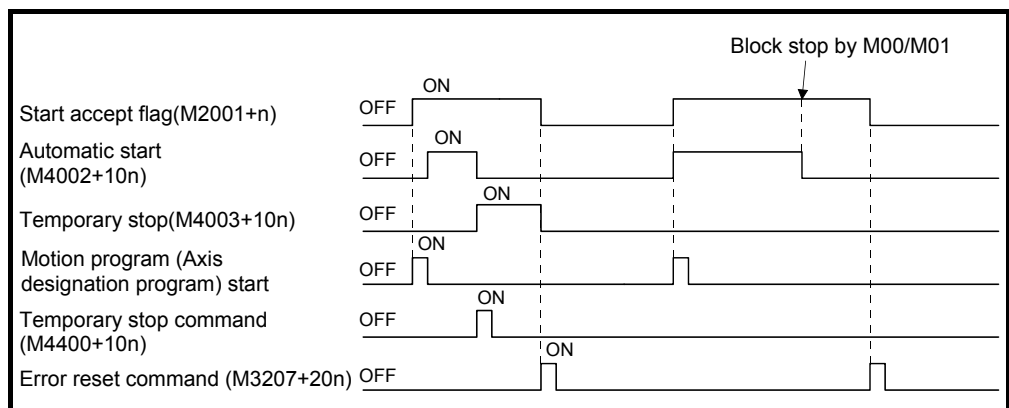 Block stop by M00/M01
ON
Start accept flag(M2001+n) OFF
ON
Automatic start
(M4002+10n) OFF
ON
Temporary stop(M4003+10n) OFF
ON
Motion program (Axis
designation program) start OFF
ON
Temporary stop command
(M4400+10n) OFF
ON
Error reset command (M3207+20n) OFF